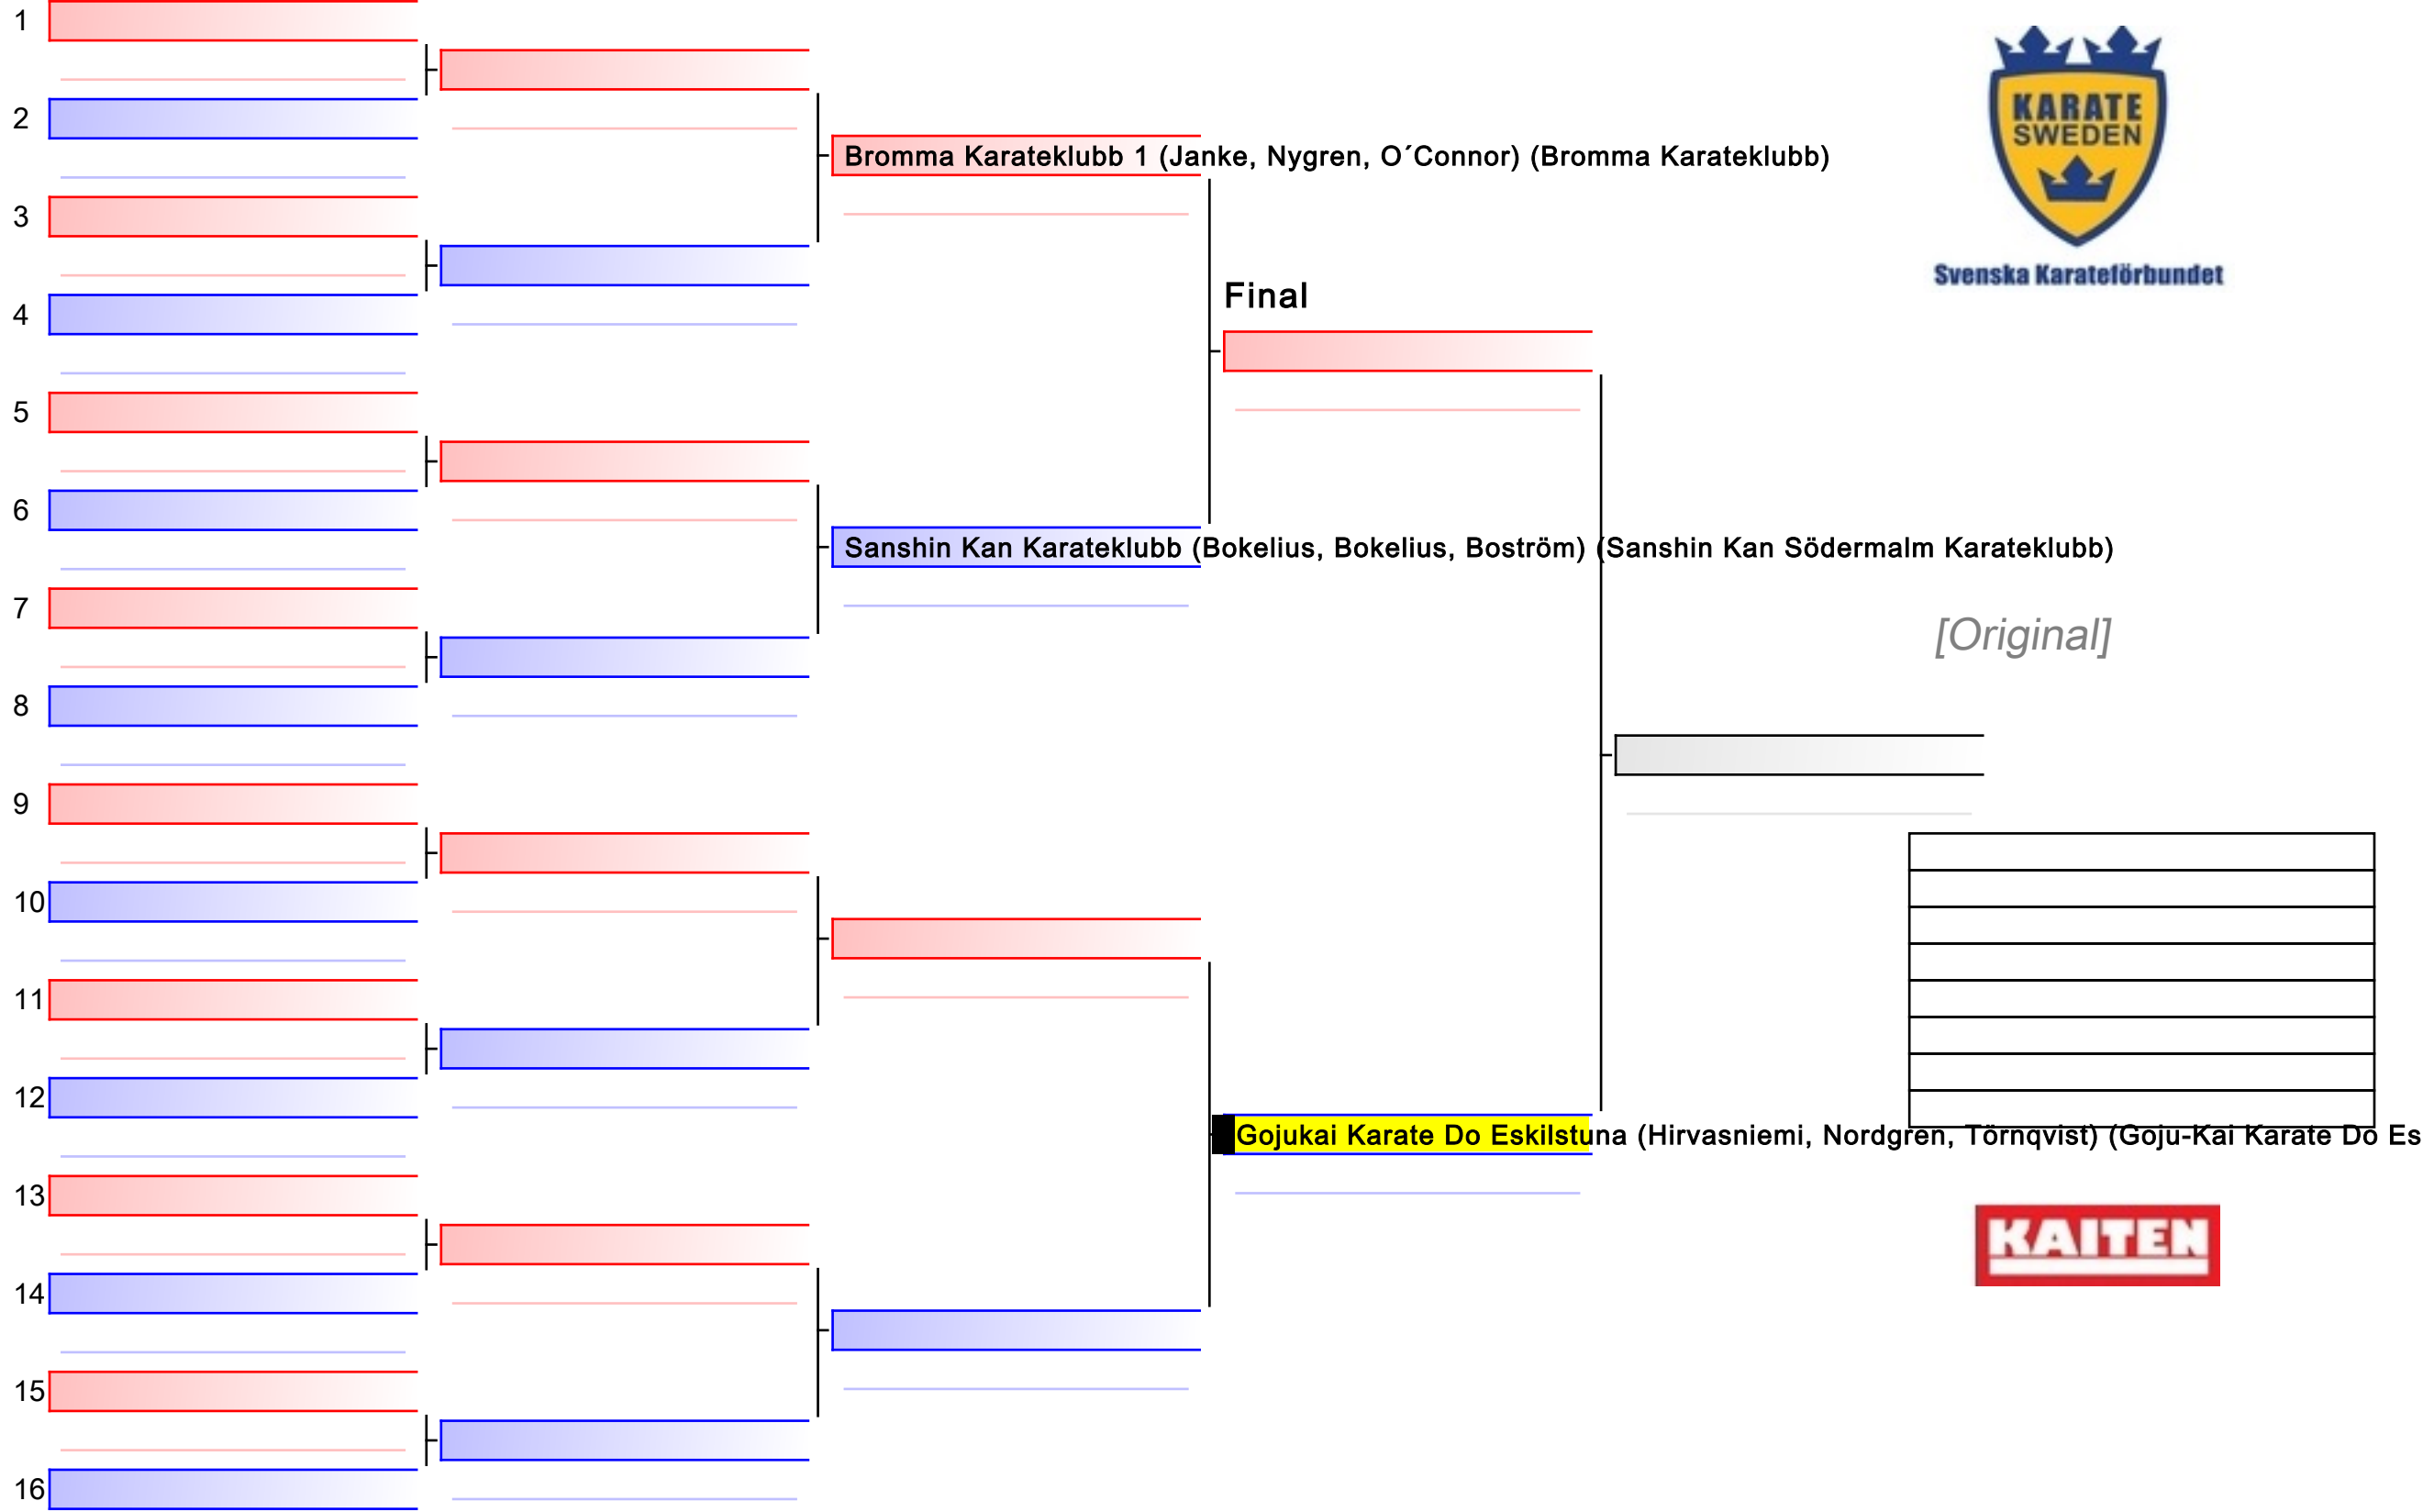 1
2
KARATE
SWEDEN
Bromma Karateklubb 1 (Janke, Nygren, O´Connor) (Bromma Karateklubb)
3
Svenska Karateförbundet
Final
4
5
6
Sanshin Kan Karateklubb (Bokelius, Bokelius, Boström) (Sanshin Kan Södermalm Karateklubb)
7
[Original]
8
9
10
11
12
Gojukai Karate Do Eskilstuna (Hirvasniemi, Nordgren, Törnqvist) (Goju-Kai Karate Do Es
13
KAITEN
14
15
16